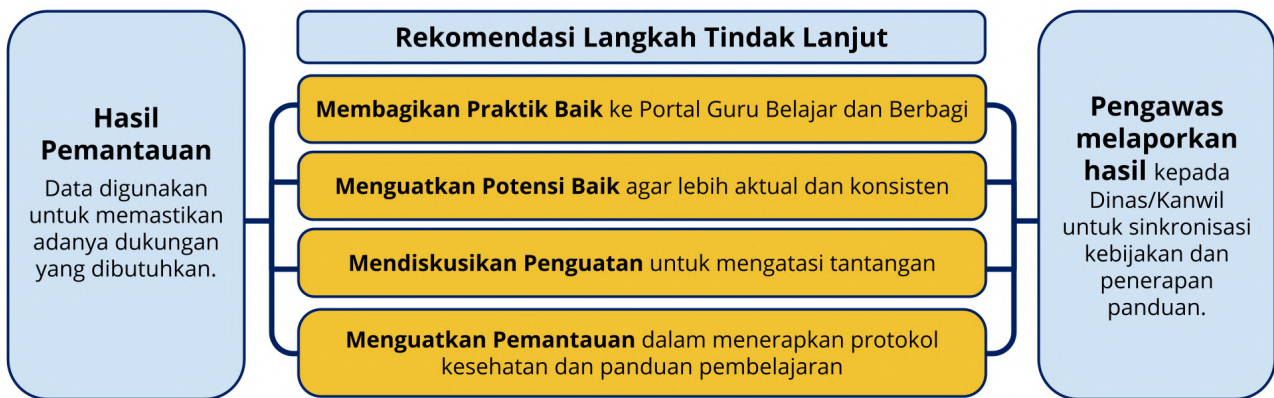 Hasil
Pemantauan
Data digunakan
untuk memastikan
adanya dukungan
yang dibutuhkan.
Rekomendasi Langkah Tindak Lanjut
Membagikan Praktik Baik ke Portal Guru Belajar dan Berbagi
Menguatkan Potensi Baik agar lebih aktual dan konsisten
Mendiskusikan Penguatan untuk mengatasi tantangan
Menguatkan Pemantauan dalam menerapkan protokol
kesehatan dan panduan pembelajaran
Pengawas
melaporkan
hasil kepada
Dinas/Kanwil
untuk sinkronisasi
kebijakan dan
penerapan
panduan.